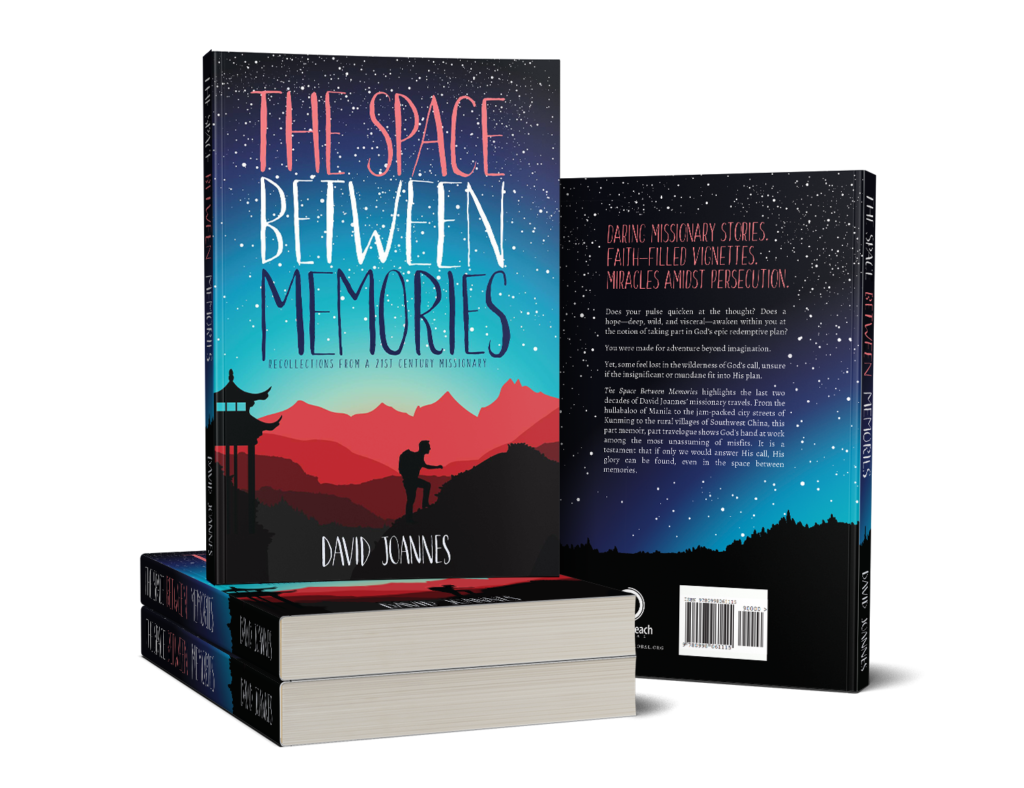 THE SPACE
BETWEEN
MEMORIES
RECOLLECTIONS FROM A 21ST CENTURY MISSIONARY
DAVID JOANNES
THE SPACE BETWEEN MEMORIES
DAVID JOANNES
DARING MISSIONARY STORIES.
FAITH-FILLED VIGNETTES.
MIRACLES AMIDST PERSECUTION.
Does your pulse quicken at the thought? Does a
hope—deep, wild, and visceral—awaken within you at
the notion of taking part in God's epic redemptive plan?
You were made for adventure beyond imagination.
Yet, some feel lost in the wilderness of God's call, unsure
if the insignificant or mundane fit into His plan.
The Space Between Memories highlights the last two
decades of David Joannes' missionary travels. From the
hullabaloo of Manila to the jam-packed city streets of
Kunming to the rural villages of Southwest China, this
part memoir, part travelogue shows God's hand at work
among the most unassuming of misfits. It is a
testament that if only we would answer His call, His
glory can be found, even in the space between
memories.
THE SPACE BETWEEN MEMORIES
DAVID JOANNES
THE SPACE BETWEEN MEMORIES
DAVID JOANNES
THE SPACE BETWEEN MEMORIES
DAVID JOANNES
DAVID JOANNES
each
OBAL.ORG
90000 >